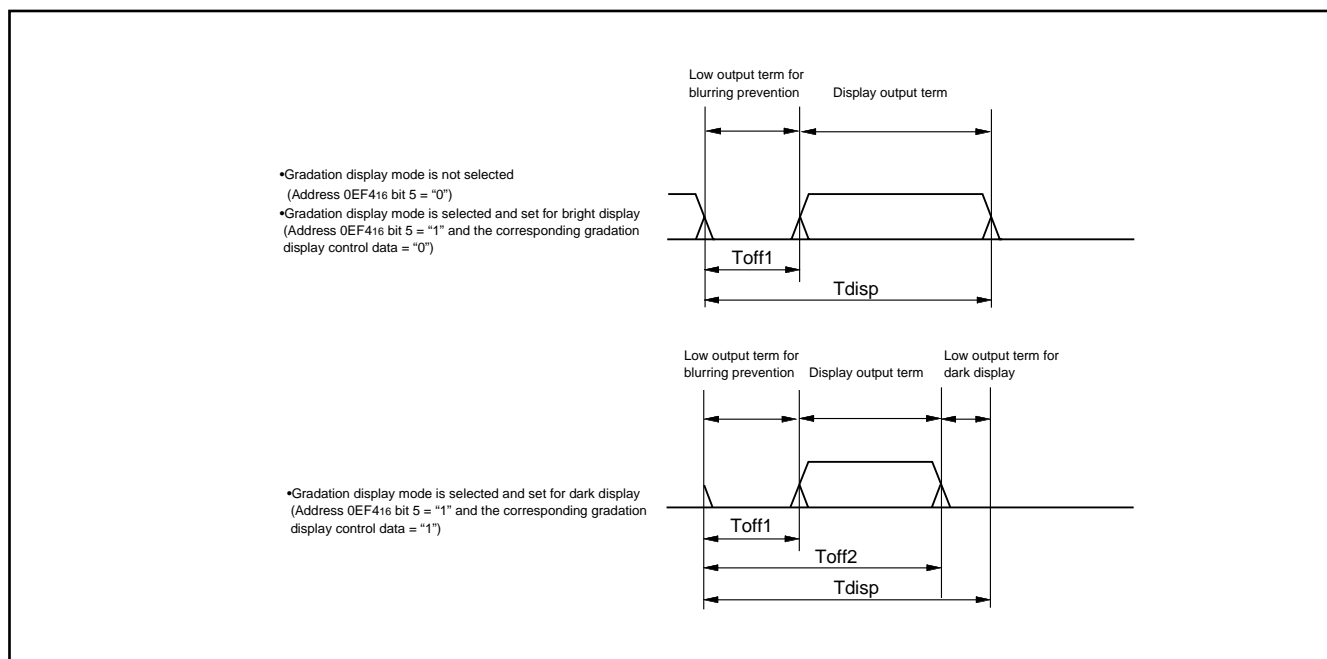 Low output term for
blurring prevention
Display output term
•Gradation display mode is not selected
(Address 0EF416 bit 5 = “0”)
•Gradation display mode is selected and set for bright display
(Address 0EF416 bit 5 = “1” and the corresponding gradation
display control data = “0”)
Toff1
Tdisp
Low output term for
blurring prevention
Display output term
Low output term for
dark display
•Gradation display mode is selected and set for dark display
(Address 0EF416 bit 5 = “1” and the corresponding gradation
display control data = “1”)
Toff1
Toff2
Tdisp